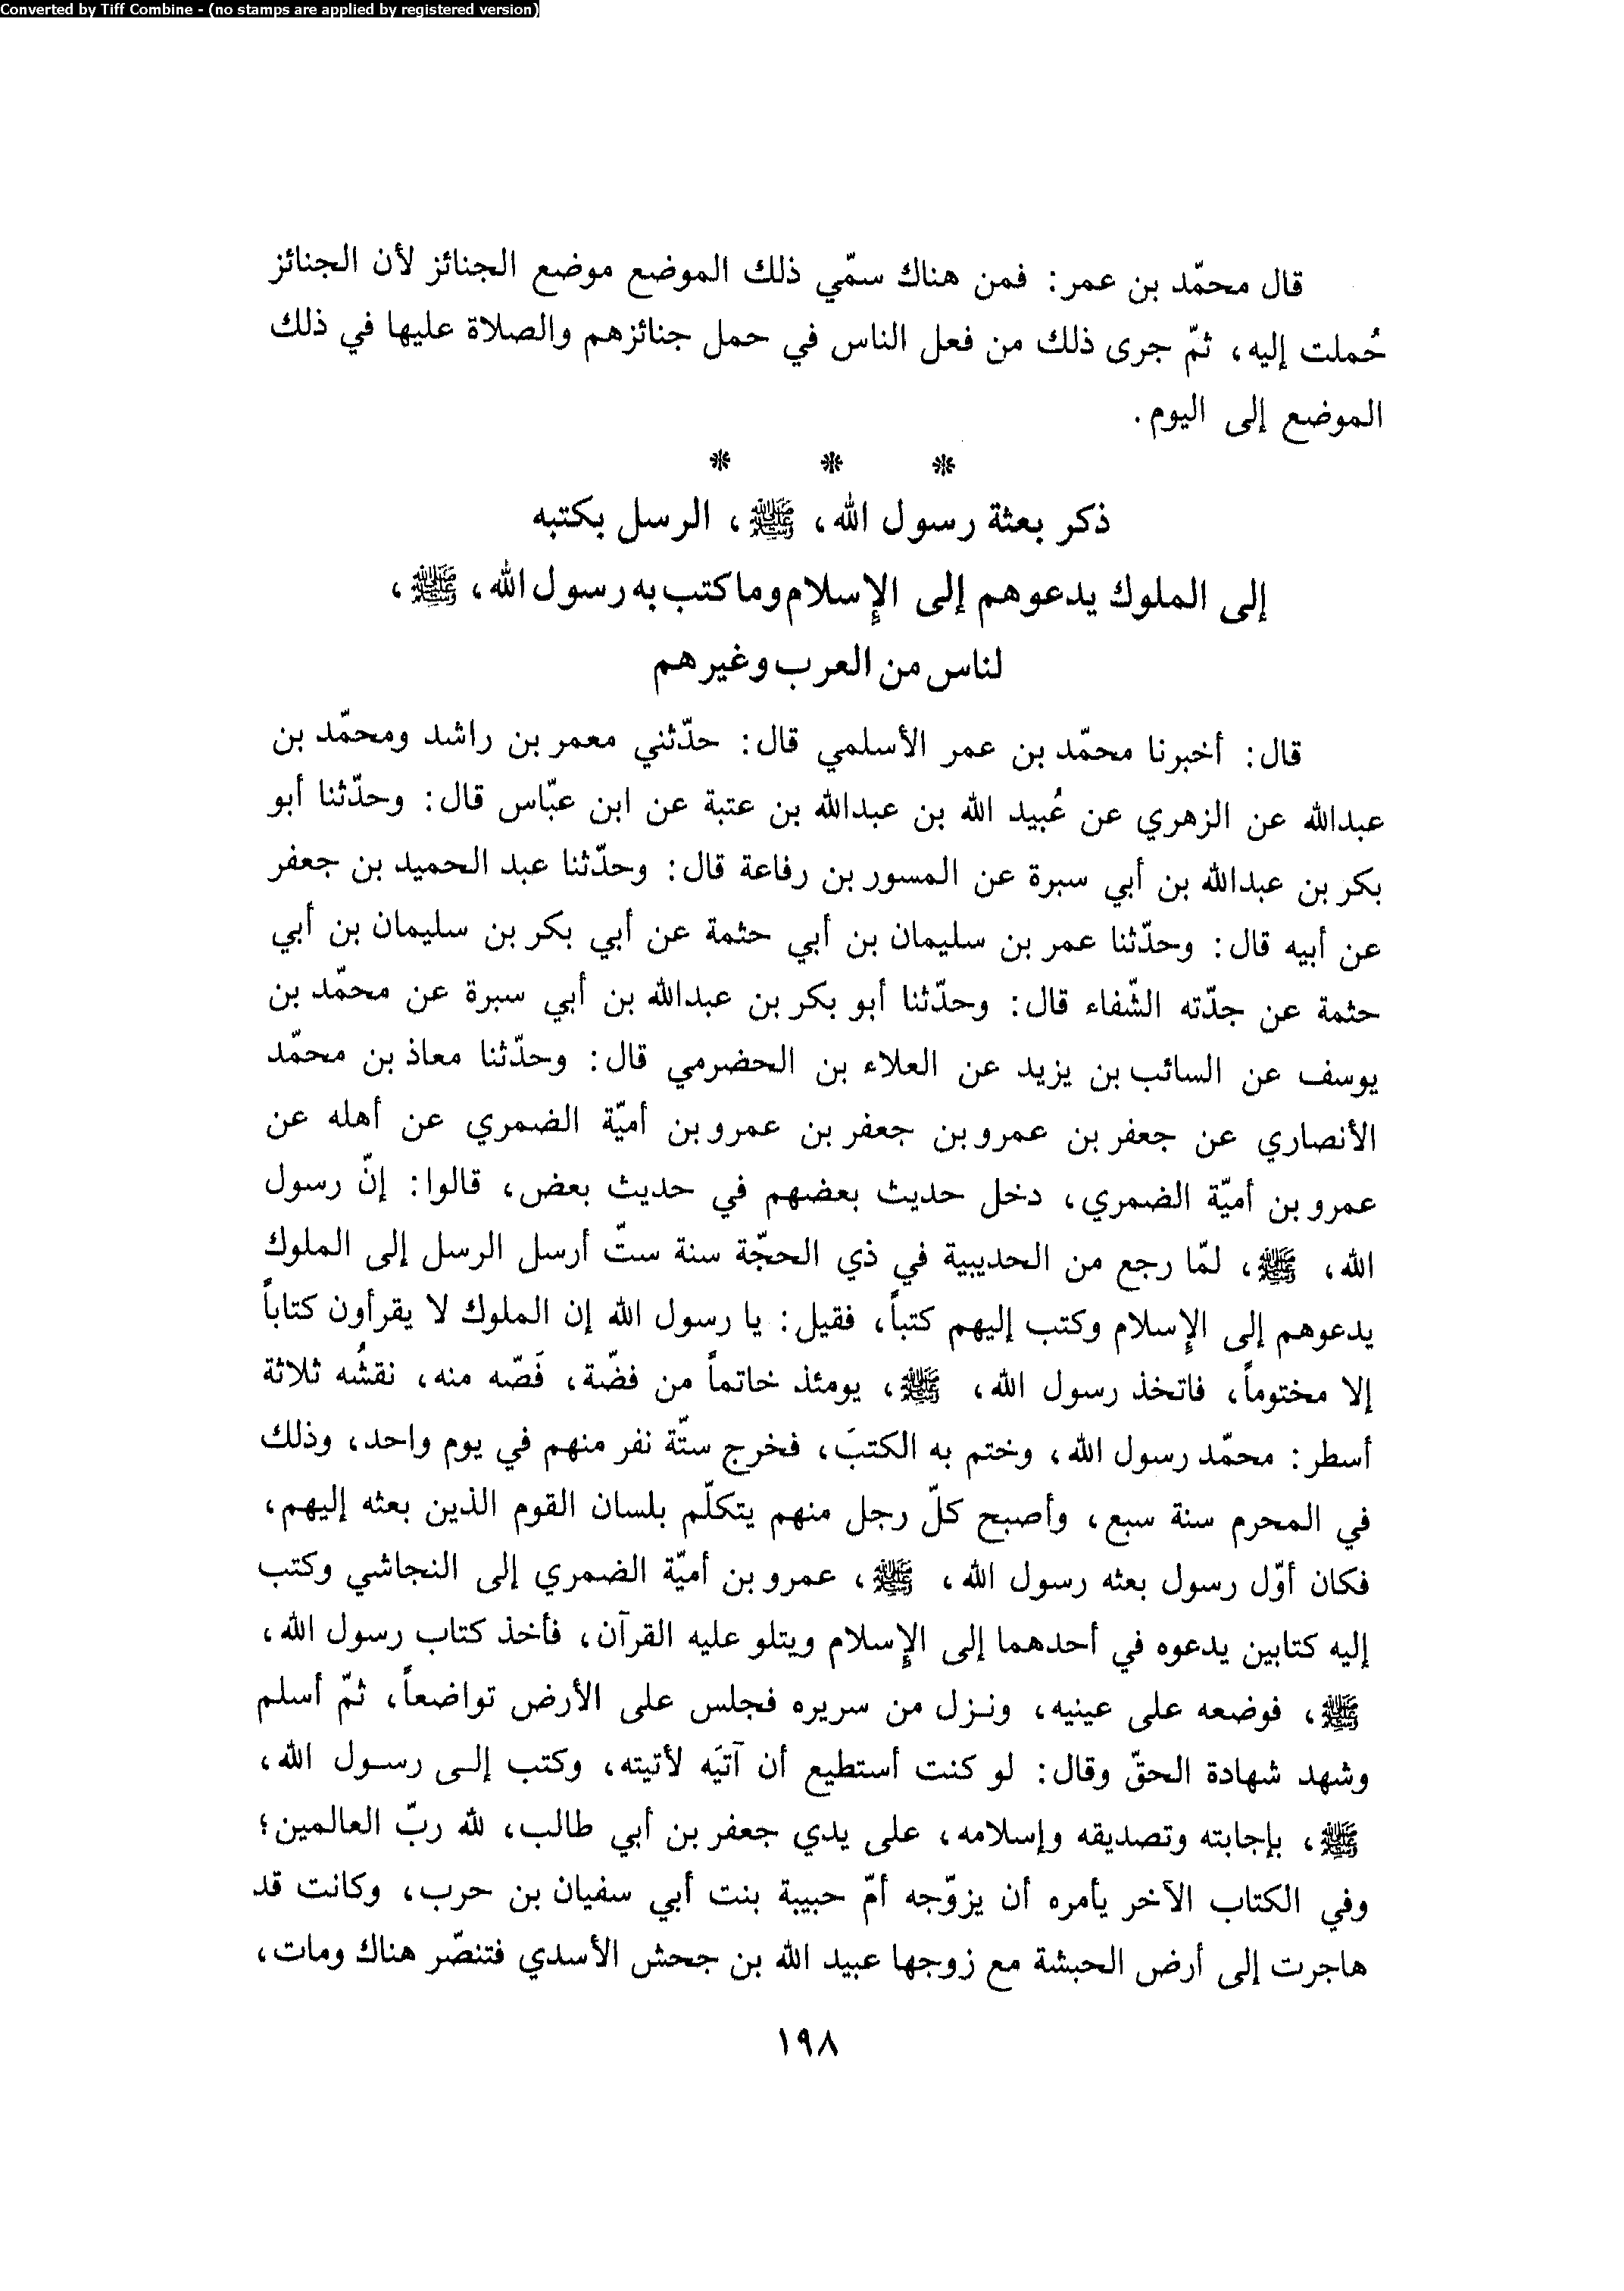 Converted by Tiff Combine - (no stamps are applied by registered version)
قال محمّد بن عمر: فمن هناك سمّي ذلك الموضع موضع الجنائز لأن الجنائز
حُملت إليه، ثمّ جرى ذلك من فعل الناس في حمل جنائزهم والصلاة عليها في ذلك
الموضع إلى اليوم.
* * *
ذكر بعثة رسول الله، ﷺ، الرسل بكتبه
إلى الملوك يدعوهم إلى الإسلام وما كتب به رسول الله، ﷺ،
لناس من العرب وغيرهم
قال: أخبرنا محمّد بن عمر الأسلمي قال: حدّثني معمر بن راشد ومحمّد بن
عبدالله عن الزهري عن عُبيد الله بن عبدالله بن عتبة عن ابن عبّاس قال: وحدّثنا أبو
بكر بن عبدالله بن أبي سبرة عن المسور بن رفاعة قال: وحدّثنا عبد الحميد بن جعفر
عن أبيه قال: وحدّثنا عمر بن سليمان بن أبي حثمة عن أبي بكر بن سليمان بن أبي
حثمة عن جدّته الشّفاء قال: وحدّثنا أبو بكر بن عبدالله بن أبي سبرة عن محمّد بن
يوسف عن السائب بن يزيد عن العلاء بن الحضرمي قال: وحدّثنا معاذ بن محمّد
الأنصاري عن جعفر بن عمرو بن جعفر بن عمرو بن أميّة الضمري عن أهله عن
عمرو بن أميّة الضمري، دخل حديث بعضهم في حديث بعض، قالوا: إنّ رسول
الله، ﷺ، لمّا رجع من الحديبية في ذي الحجّة سنة ستّ أرسل الرسل إلى الملوك
يدعوهم إلى الإسلام وكتب إليهم كتباً، فقيل: يا رسول الله إن الملوك لا يقرأون كتاباً
إلا مختوماً، فاتخذ رسول الله، ﷺ، يومئذ خاتماً من فضّة، فَصّه منه، نقشُه ثلاثة
أسطر: محمّد رسول الله، وختم به الكتبَ، فخرج ستّة نفر منهم في يوم واحد، وذلك
في المحرم سنة سبع، وأصبح كلّ رجل منهم يتكلّم بلسان القوم الذين بعثه إليهم،
فكان أوّل رسول بعثه رسول الله، ﷺ، عمرو بن أميّة الضمري إلى النجاشي وكتب
إليه كتابين يدعوه في أحدهما إلى الإسلام ويتلو عليه القرآن، فأخذ كتاب رسول الله،
ﷺ، فوضعه على عينيه، ونزل من سريره فجلس على الأرض تواضعاً، ثمّ أسلم
وشهد شهادة الحقّ وقال: لو كنت أستطيع أن آتيَه لأتيته، وكتب إلى رسول الله،
ﷺ، بإجابته وتصديقه وإسلامه، على يدي جعفر بن أبي طالب، لله ربّ العالمين؛
وفي الكتاب الآخر يأمره أن يزوّجه أمّ حبيبة بنت أبي سفيان بن حرب، وكانت قد
هاجرت إلى أرض الحبشة مع زوجها عبيد الله بن جحش الأسدي فتنصّر هناك ومات،
١٩٨